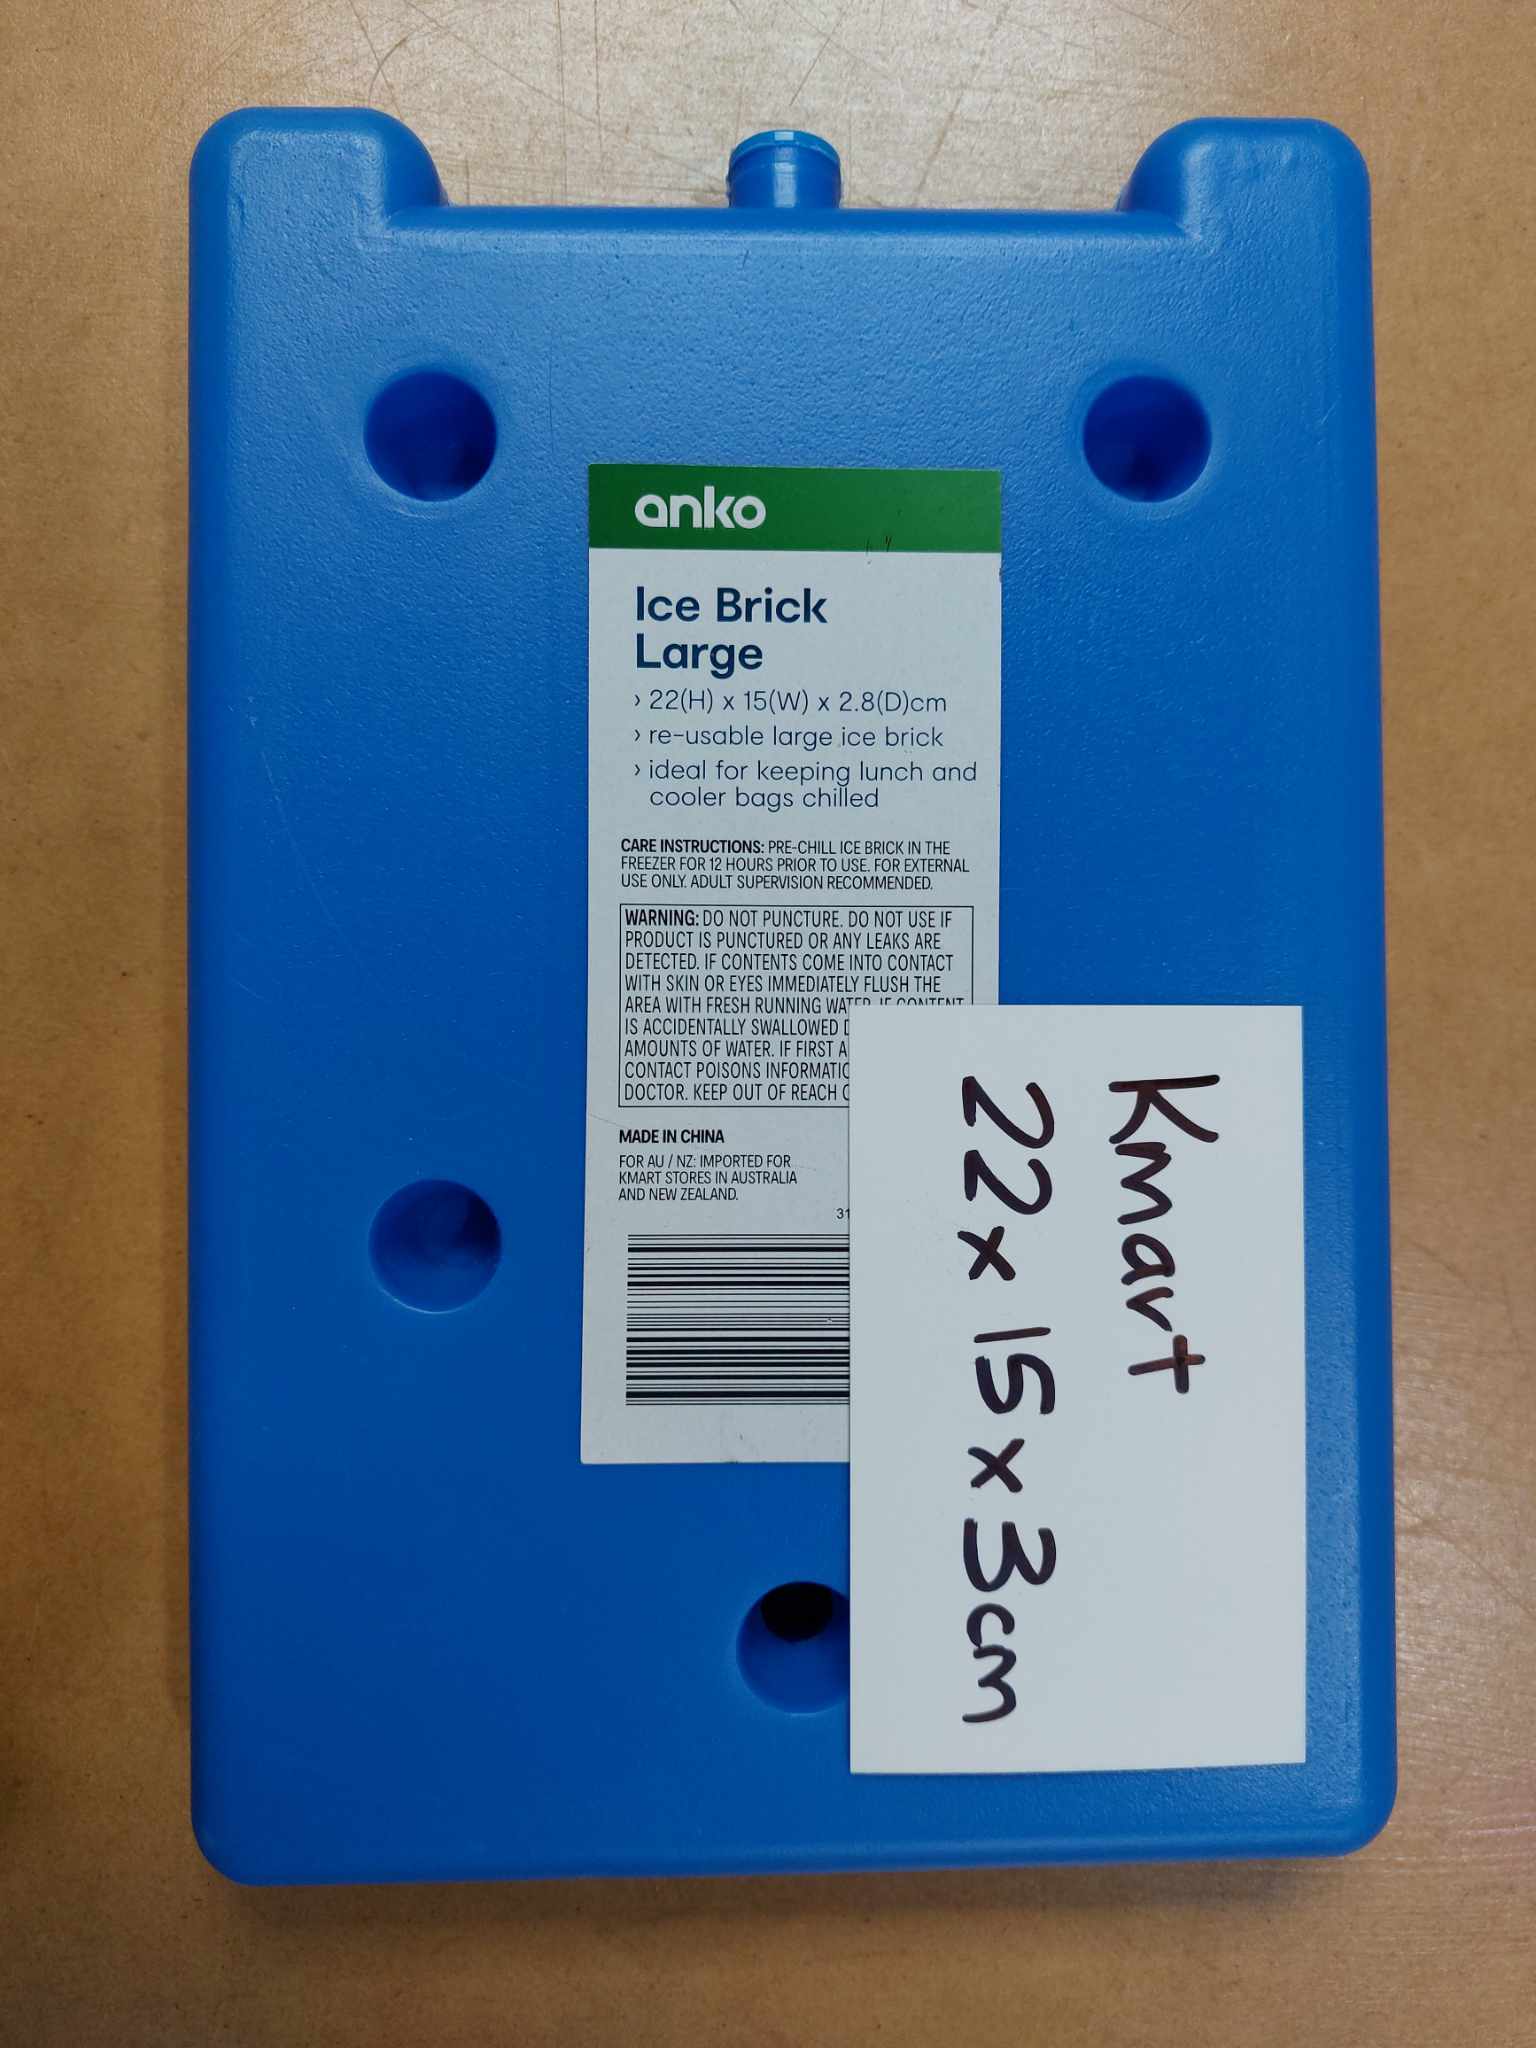 anko
Ice Brick
Large
› 22(H) x 15(W) x 2.8(D)cm
› re-usable large ice brick
› ideal for keeping lunch and
cooler bags chilled
CARE INSTRUCTIONS: PRE-CHILL ICE BRICK IN THE
FREEZER FOR 12 HOURS PRIOR TO USE. FOR EXTERNAL
USE ONLY. ADULT SUPERVISION RECOMMENDED.
WARNING: DO NOT PUNCTURE. DO NOT USE IF
PRODUCT IS PUNCTURED OR ANY LEAKS ARE
DETECTED. IF CONTENTS COME INTO CONTACT
WITH SKIN OR EYES IMMEDIATELY FLUSH THE
AREA WITH FRESH RUNNING WATER. IF CONTENT
IS ACCIDENTALLY SWALLOWED
AMOUNTS OF WATER. IF FIRST
CONTACT POISONS
DOCTOR. KEEP OUT OF REACH
MADE IN CHINA
FOR AU / NZ: IMPORTED FOR
KMART STORES IN AUSTRALIA
AND NEW ZEALAND.
Kmart
22 x 15 x 3cm